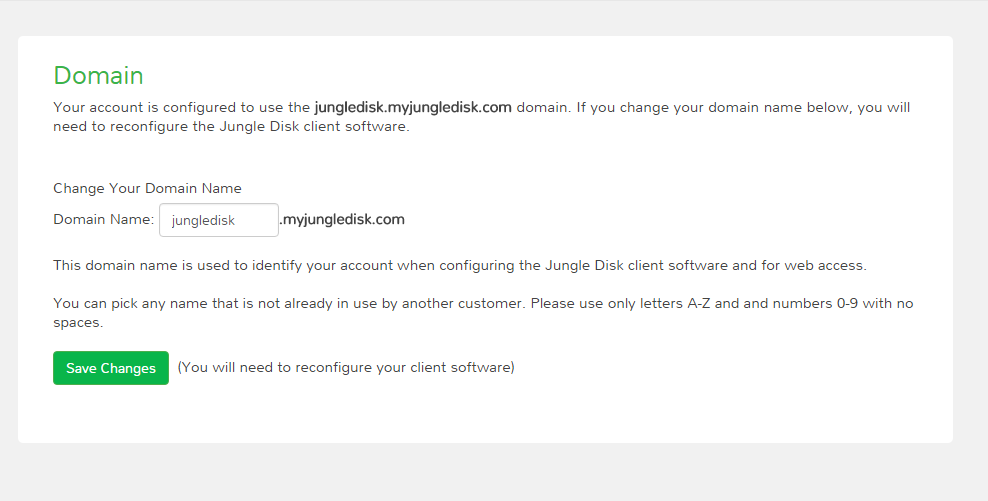 Domain
Your account is configured to use the jungledisk.myjungledisk.com domain. If you change your domain name below, you will
need to reconfigure the Jungle Disk client software.
Change Your Domain Name
Domain Name: jungledisk .myjungledisk.com
This domain name is used to identify your account when configuring the Jungle Disk client software and for web access.
You can pick any name that is not already in use by another customer. Please use only letters A-Z and and numbers 0-9 with no
spaces.
Save Changes (You will need to reconfigure your client software)